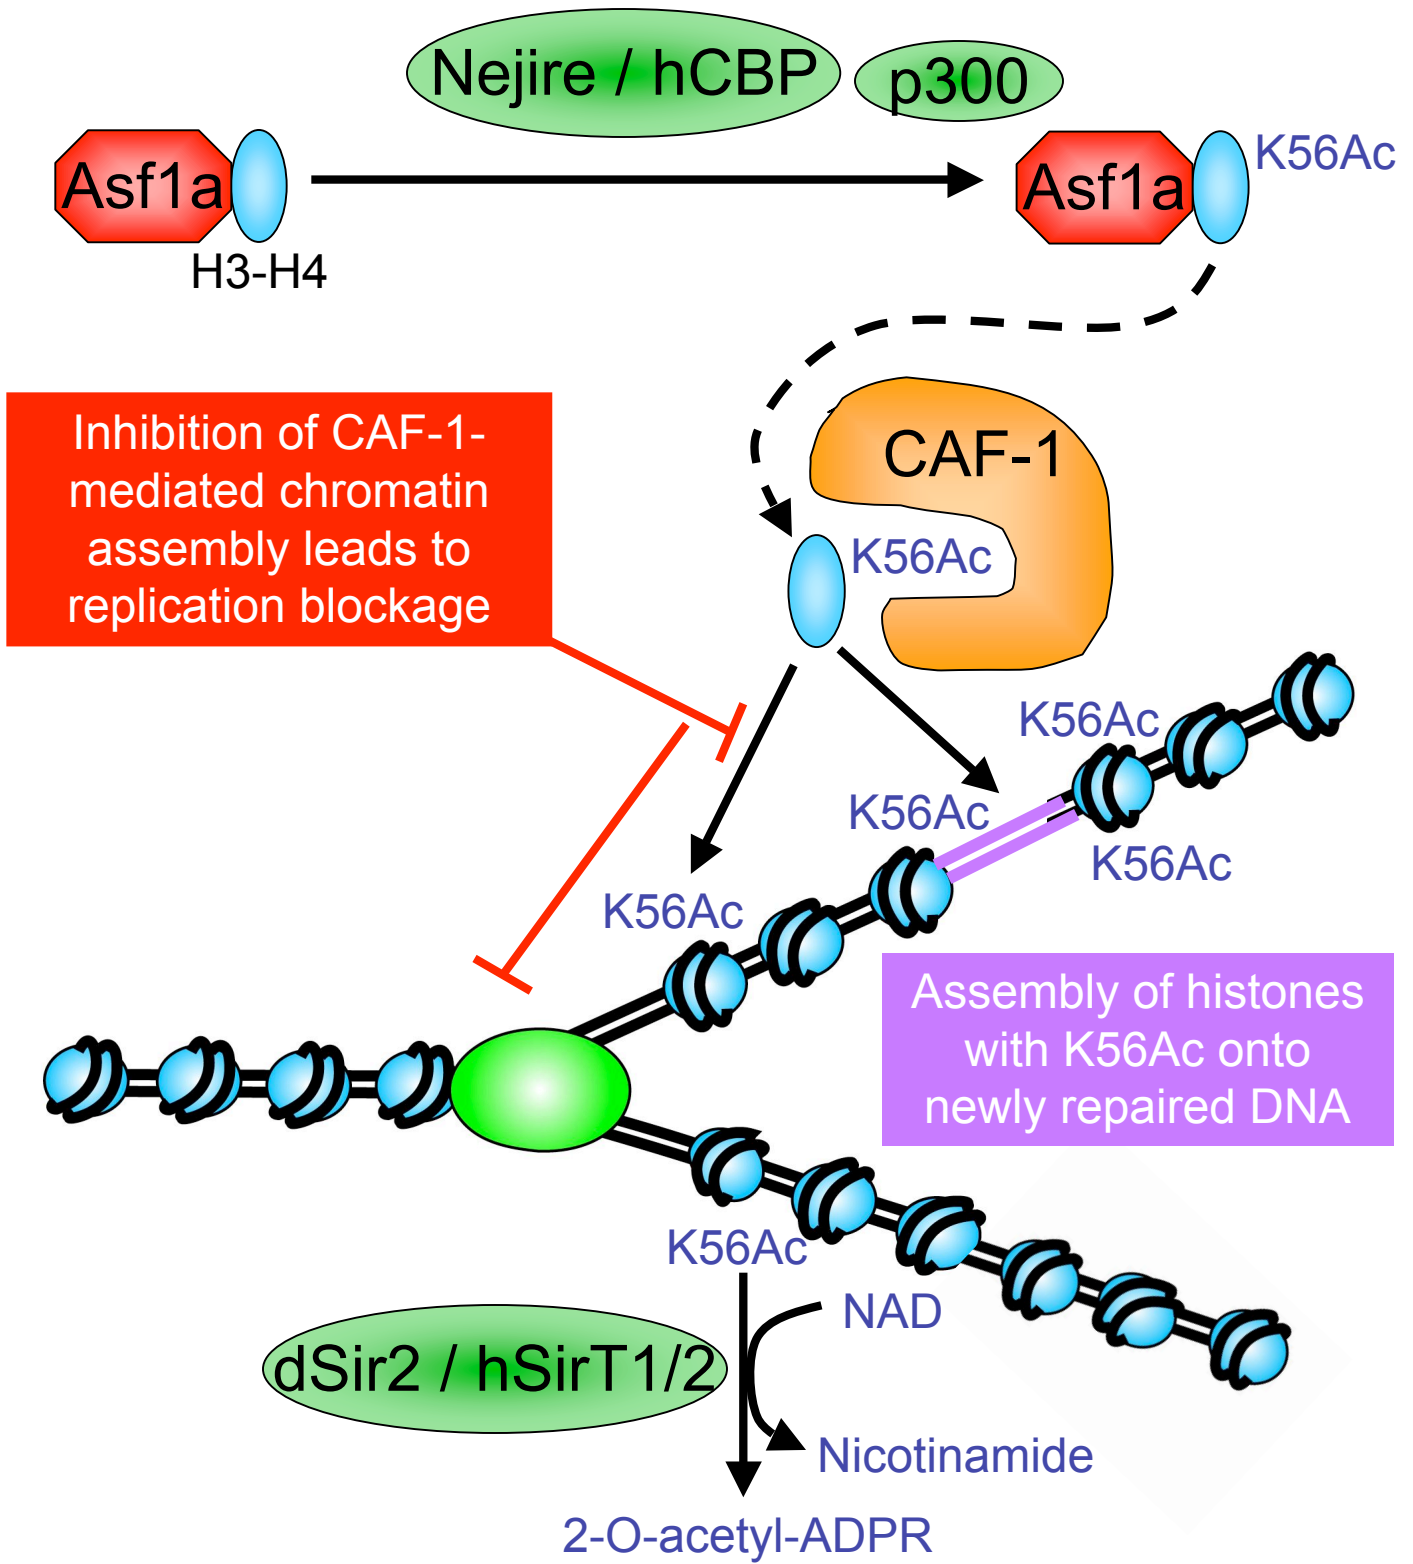 Nejire / hCBP
p300
Asf1a
H3-H4
Asf1a
K56Ac
Inhibition of CAF-1-
mediated chromatin
assembly leads to
replication blockage
CAF-1
K56Ac
K56Ac
K56Ac
K56Ac
K56Ac
Assembly of histones
with K56Ac onto
newly repaired DNA
K56Ac
NAD
dSir2 / hSirT1/2
Nicotinamide
2-O-acetyl-ADPR